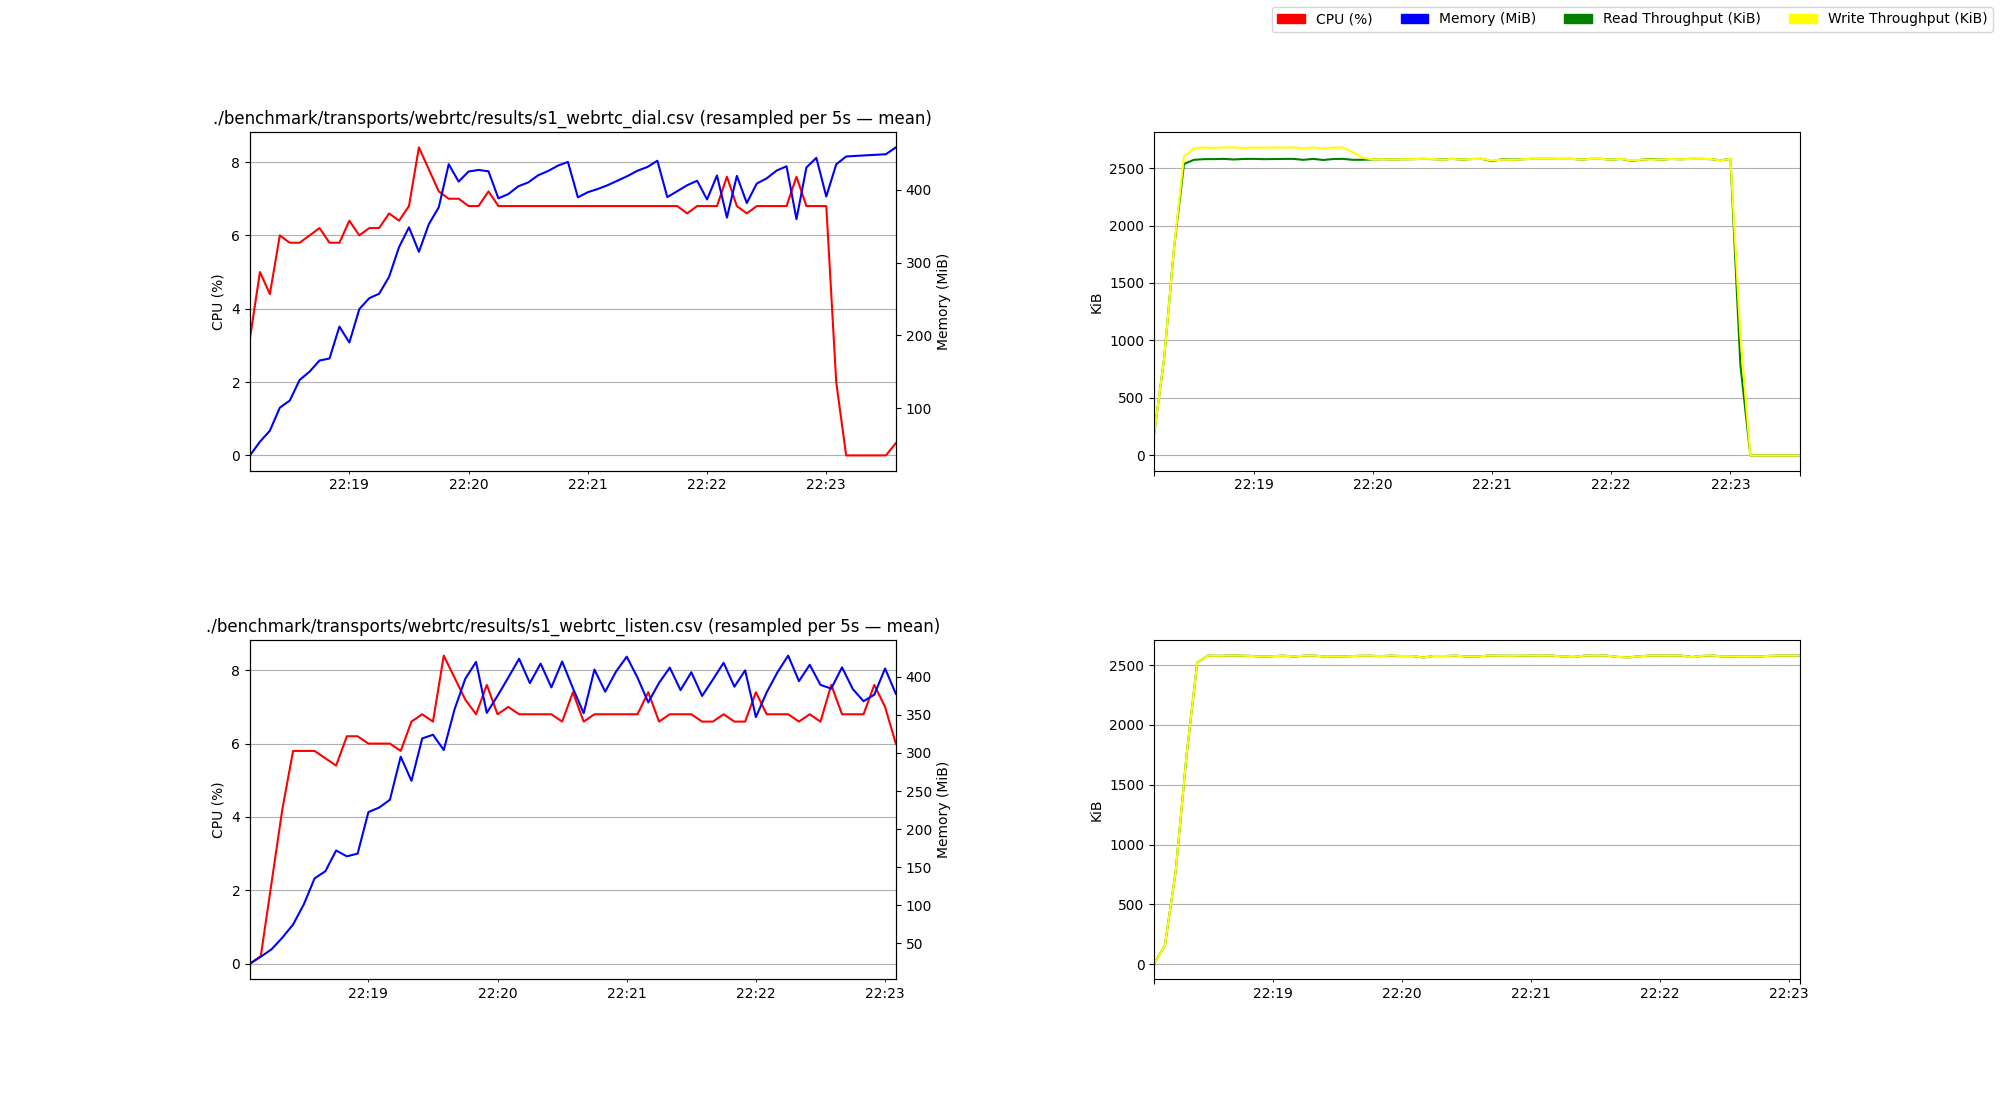 CPU (%) Memory (MiB) Read Throughput (KiB) Write Throughput (KiB)
./benchmark/transports/webrtc/results/s1_webrtc_dial.csv (resampled per 5s — mean)
8
6
4
2
0
CPU (%)
400
300
200
100
Memory (MiB)
22:19 22:20 22:21 22:22 22:23
2500
2000
1500
1000
500
0
KiB
22:19 22:20 22:21 22:22 22:23
./benchmark/transports/webrtc/results/s1_webrtc_listen.csv (resampled per 5s — mean)
8
6
4
2
0
CPU (%)
400
350
300
250
200
150
100
50
Memory (MiB)
22:19 22:20 22:21 22:22 22:23
2500
2000
1500
1000
500
0
KiB
22:19 22:20 22:21 22:22 22:23